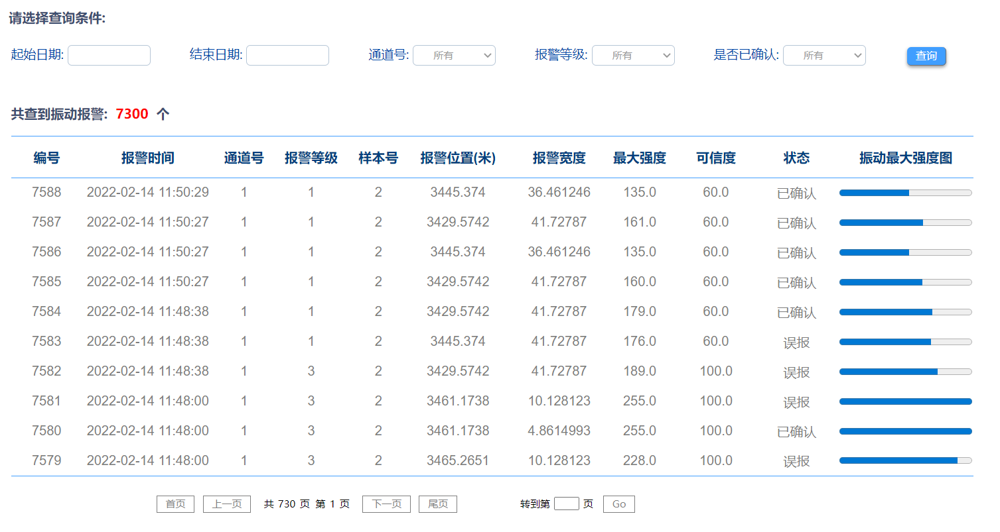 请选择查询条件:
起始日期: 结束日期: 通道号: 所有 报警等级: 所有 是否已确认: 所有 查询
共查到振动报警: 7300 个
编号 报警时间 通道号 报警等级 样本号 报警位置(米) 报警宽度 最大强度 可信度 状态 振动最大强度图
7588 2022-02-14 11:50:29 1 1 2 3445.374 36.461246 135.0 60.0 已确认
7587 2022-02-14 11:50:27 1 1 2 3429.5742 41.72787 161.0 60.0 已确认
7586 2022-02-14 11:50:27 1 1 2 3445.374 36.461246 135.0 60.0 已确认
7585 2022-02-14 11:50:27 1 1 2 3429.5742 41.72787 160.0 60.0 已确认
7584 2022-02-14 11:48:38 1 1 2 3429.5742 41.72787 179.0 60.0 已确认
7583 2022-02-14 11:48:38 1 1 2 3445.374 41.72787 176.0 60.0 误报
7582 2022-02-14 11:48:38 1 3 2 3429.5742 41.72787 189.0 100.0 误报
7581 2022-02-14 11:48:00 1 3 2 3461.1738 10.128123 255.0 100.0 误报
7580 2022-02-14 11:48:00 1 3 2 3461.1738 4.8614993 255.0 100.0 已确认
7579 2022-02-14 11:48:00 1 3 2 3465.2651 10.128123 228.0 100.0 误报
首页 上一页 共 730 页 第 1 页 下一页 尾页 转到第 页 Go